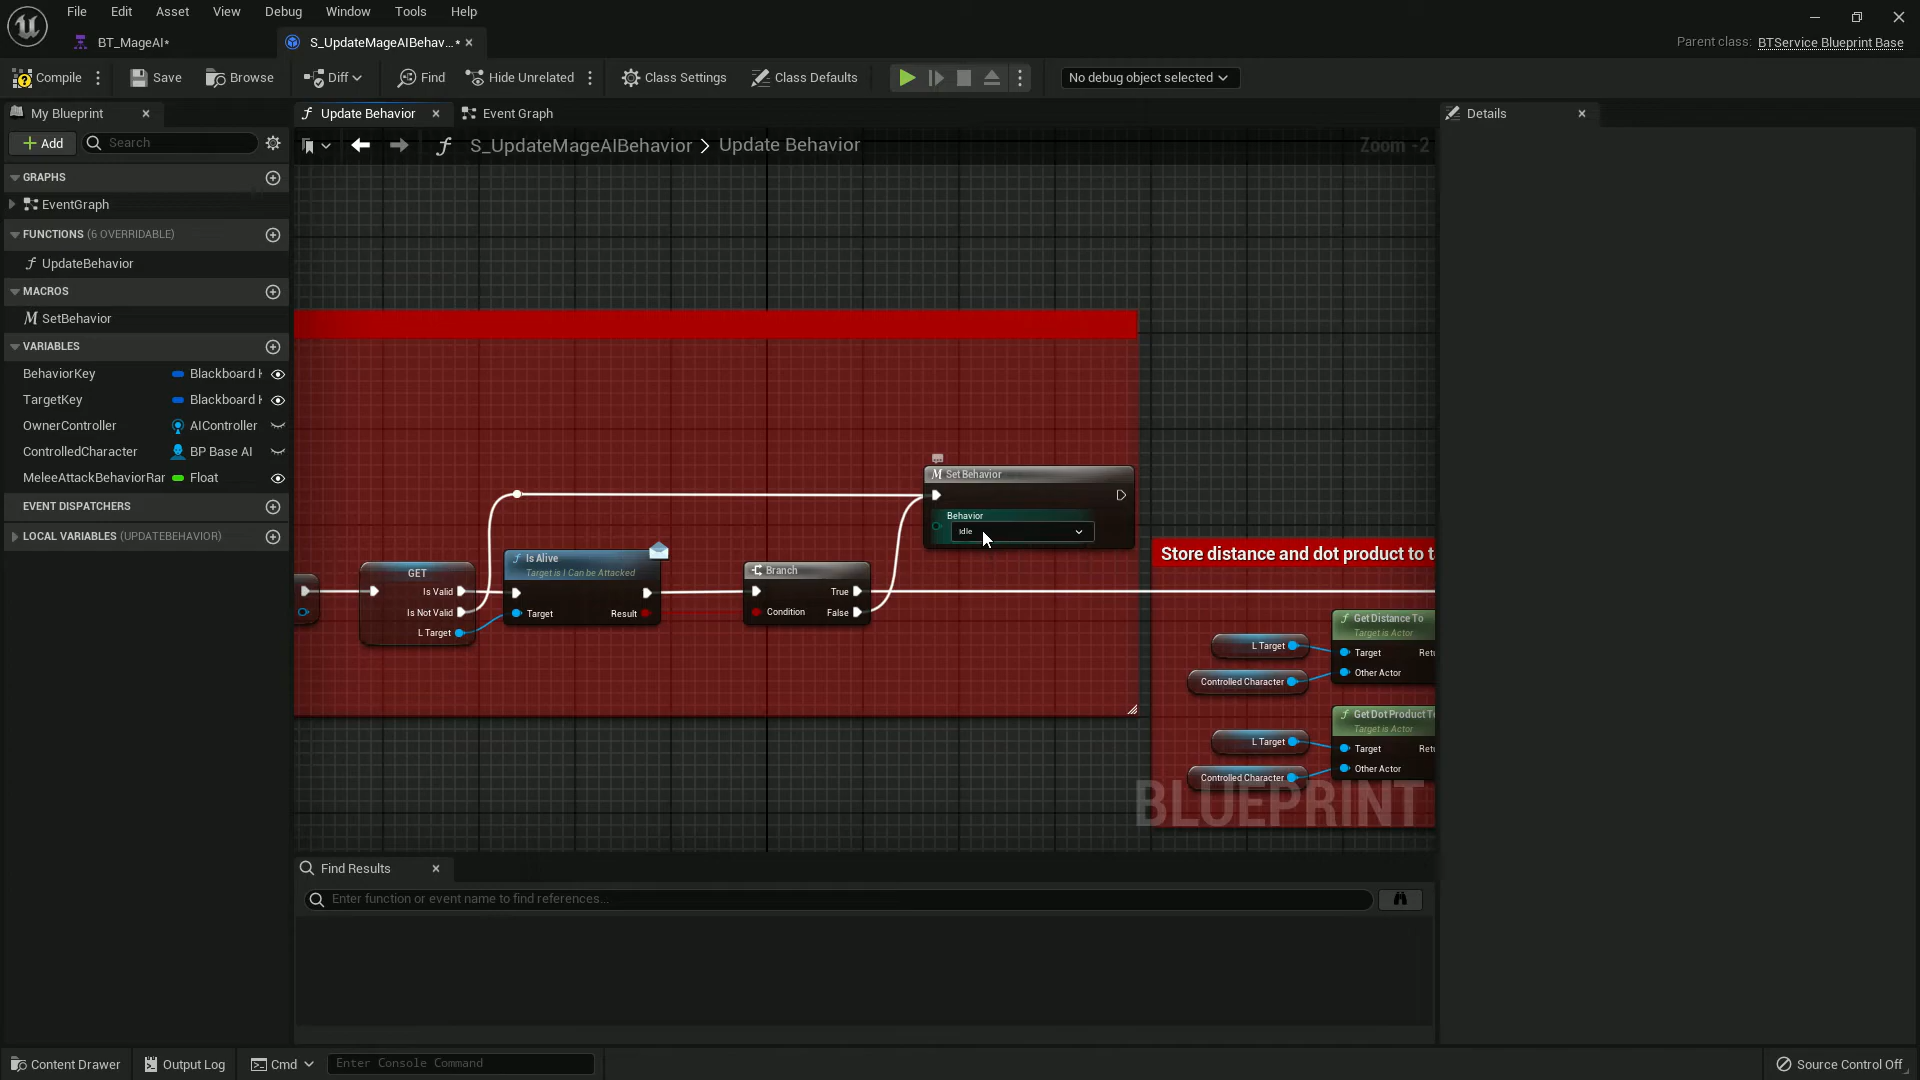 File Edit Asset View Debug Window Tools Help
BT_MageAI*
S_UpdateMageAIBehav...*
Parent class: BTService Blueprint Base
Compile Save Browse Diff Find Hide Unrelated Class Settings Class Defaults No debug object selected
My Blueprint
Update Behavior
Event Graph
Details
Add
Search
S_UpdateMageAIBehavior > Update Behavior
Zoom -2
GRAPHS
EventGraph
FUNCTIONS (6 OVERRIDABLE)
UpdateBehavior
MACROS
SetBehavior
VARIABLES
BehaviorKey Blackboard K
TargetKey Blackboard K
OwnerController AIController
ControlledCharacter BP Base AI
MeleeAttackBehaviorRan Float
EVENT DISPATCHERS
LOCAL VARIABLES (UPDATEBEHAVIOR)
Set Behavior
Behavior
Idle
GET
Is Valid
Is Not Valid
L Target
Is Alive
Target is I Can be Attacked
Target Result
Branch
True
Condition False
Store distance and dot product to t
L Target
Controlled Character
Get Distance To
Target is Actor
Target Retu
Other Actor
L Target
Controlled Character
Get Dot Product T
Target is Actor
Target Retu
Other Actor
BLUEPRINT
Find Results
Enter function or event name to find references...
Content Drawer Output Log Cmd Enter Console Command Source Control Off